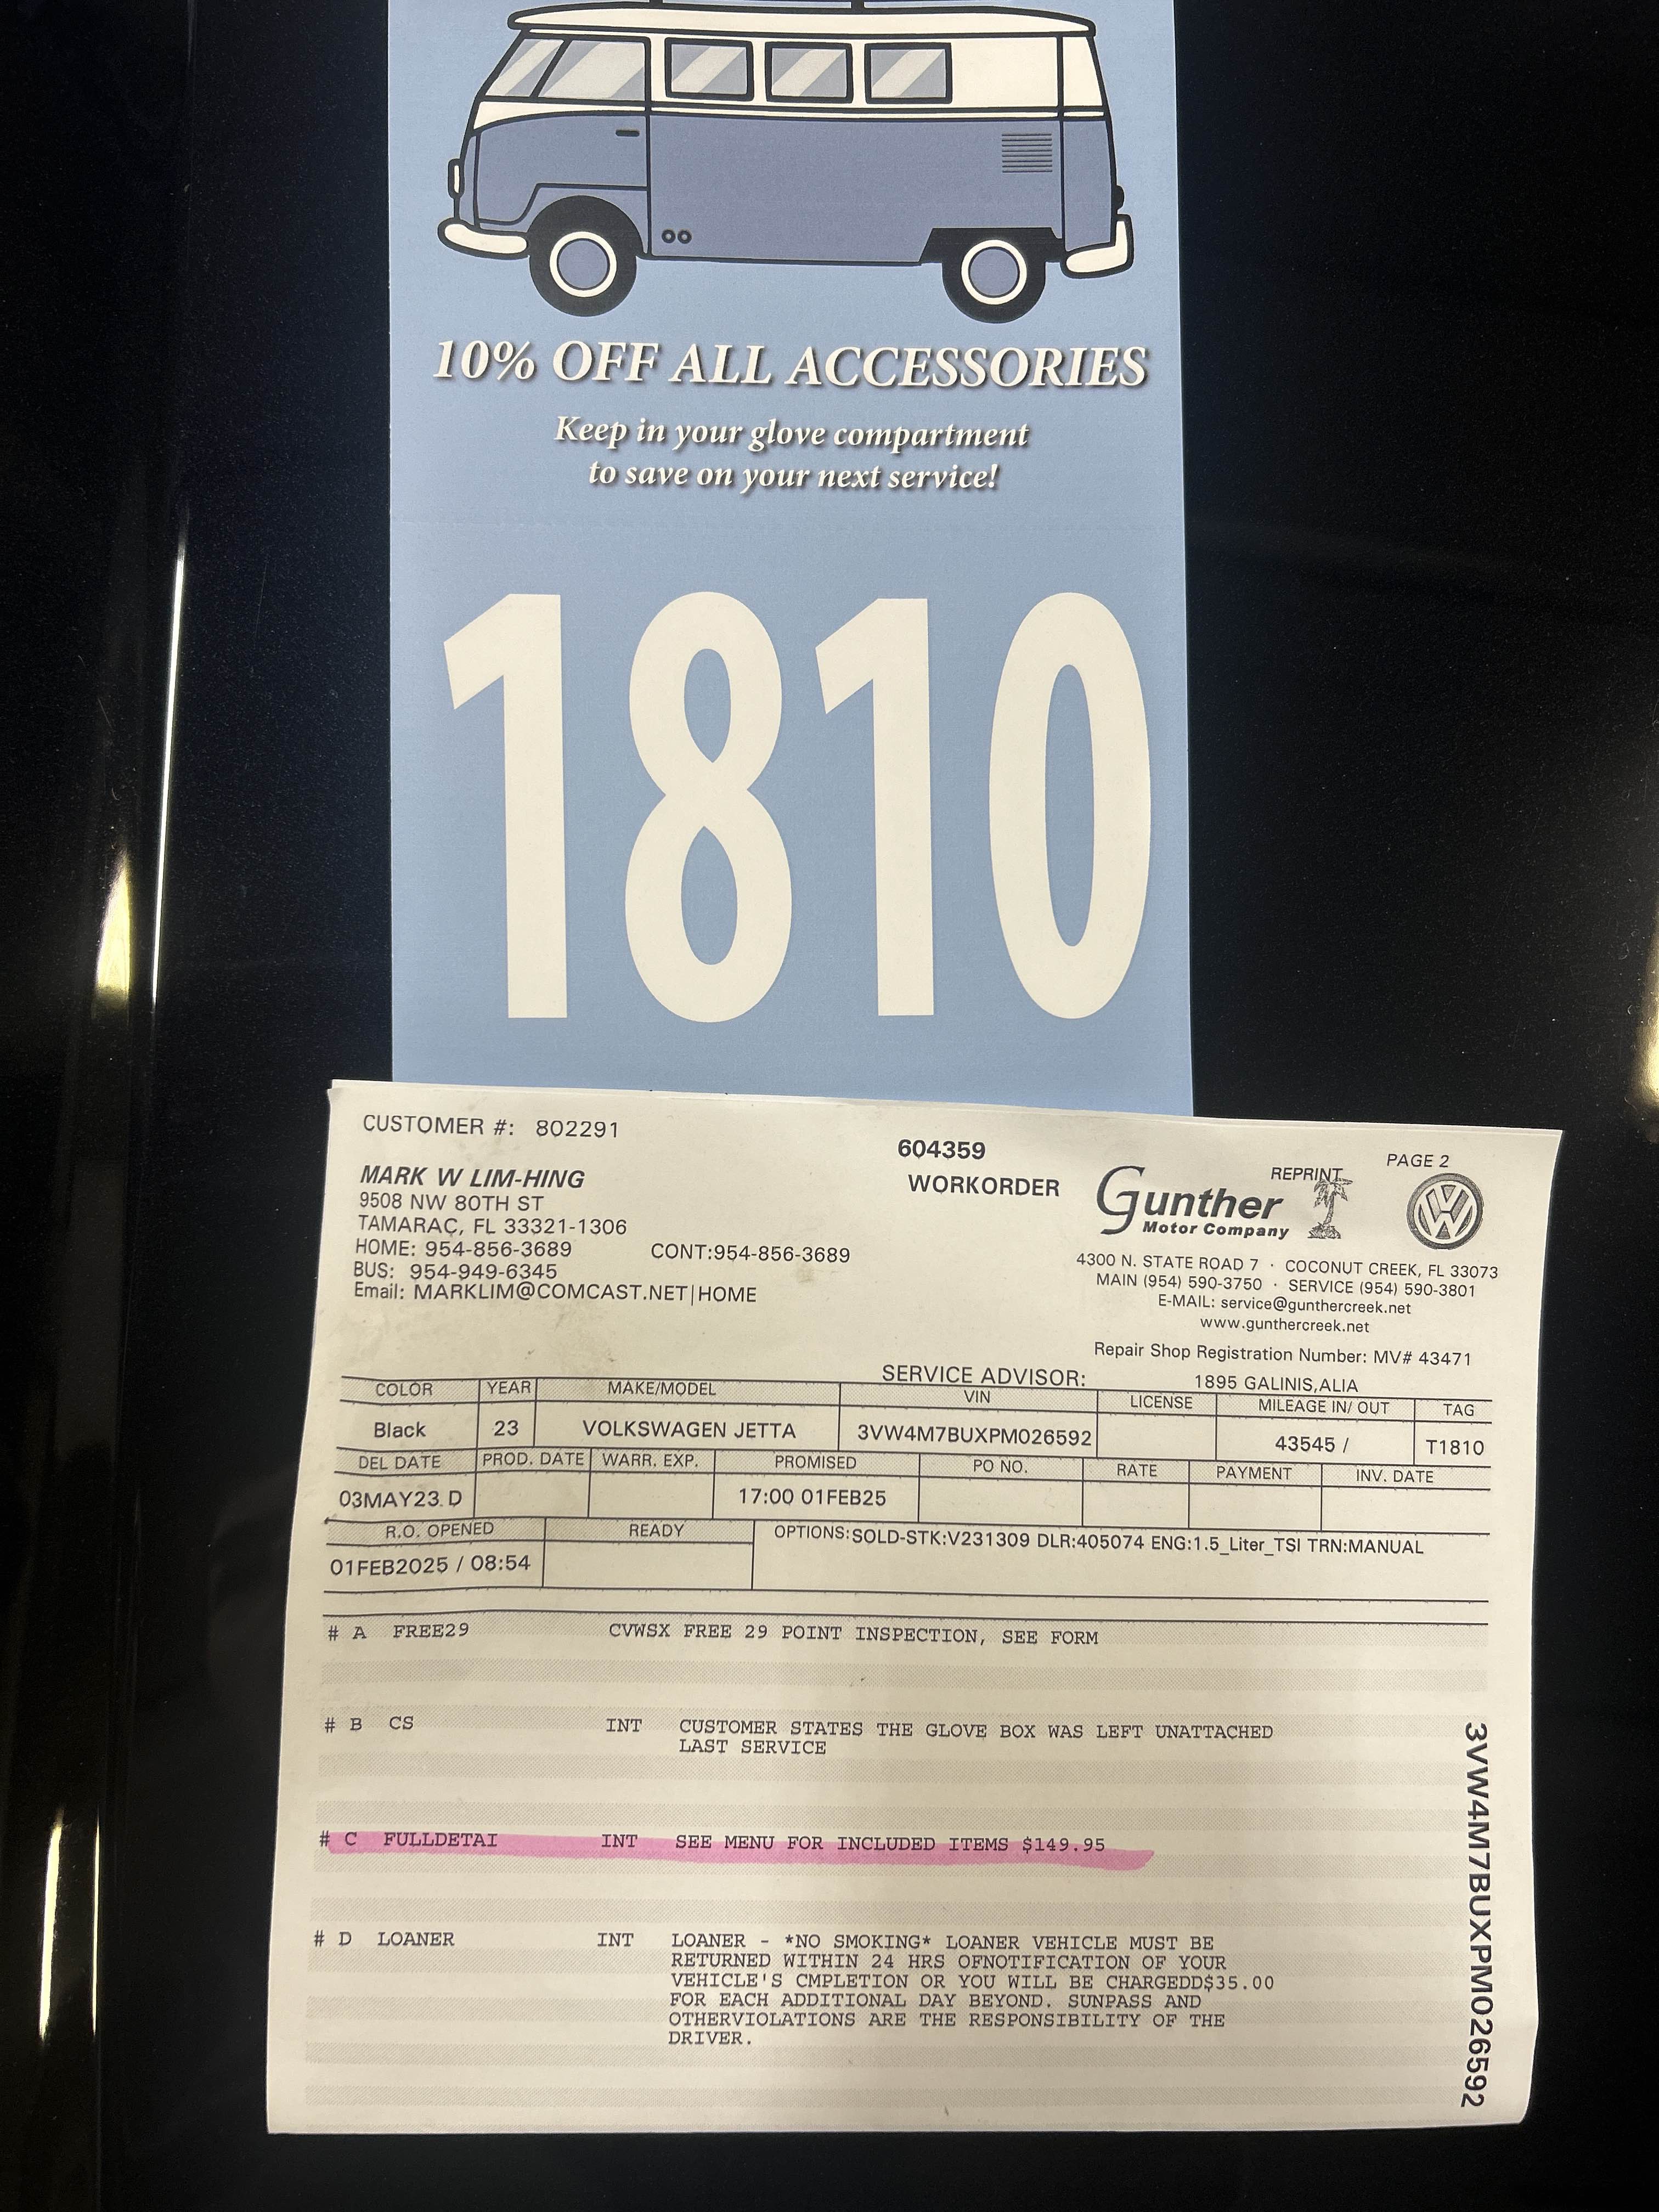 10% OFF ALL ACCESSORIES
Keep in your glove compartment
to save on your next service!
1810
CUSTOMER #: 802291
604359
WORKORDER
REPRINT
PAGE 2
MARK W LIM-HING
9508 NW 80TH ST
TAMARAC, FL 33321-1306
HOME: 954-856-3689 CONT:954-856-3689
BUS: 954-949-6345
Email: MARKLIM@COMCAST.NET|HOME
Gunther
Motor Company
4300 N. STATE ROAD 7 · COCONUT CREEK, FL 33073
MAIN (954) 590-3750 · SERVICE (954) 590-3801
E-MAIL: service@gunthercreek.net
www.gunthercreek.net
Repair Shop Registration Number: MV# 43471
SERVICE ADVISOR: 1895 GALINIS,ALIA
COLOR YEAR MAKE/MODEL VIN LICENSE MILEAGE IN/ OUT TAG
Black 23 VOLKSWAGEN JETTA 3VW4M7BUXPM026592 43545 / T1810
DEL DATE PROD. DATE WARR. EXP. PROMISED PO NO. RATE PAYMENT INV. DATE
03MAY23 D 17:00 01FEB25
R.O. OPENED READY OPTIONS:SOLD-STK:V231309 DLR:405074 ENG:1.5_Liter_TSI TRN:MANUAL
01FEB2025 / 08:54
# A FREE29 CVWSX FREE 29 POINT INSPECTION, SEE FORM
# B CS INT CUSTOMER STATES THE GLOVE BOX WAS LEFT UNATTACHED
LAST SERVICE
# C FULLDETAI INT SEE MENU FOR INCLUDED ITEMS $149.95
# D LOANER INT LOANER - *NO SMOKING* LOANER VEHICLE MUST BE
RETURNED WITHIN 24 HRS OFNOTIFICATION OF YOUR
VEHICLE'S CMPLETION OR YOU WILL BE CHARGEDD$35.00
FOR EACH ADDITIONAL DAY BEYOND. SUNPASS AND
OTHERVIOLATIONS ARE THE RESPONSIBILITY OF THE
DRIVER.
3VW4M7BUXPM026592